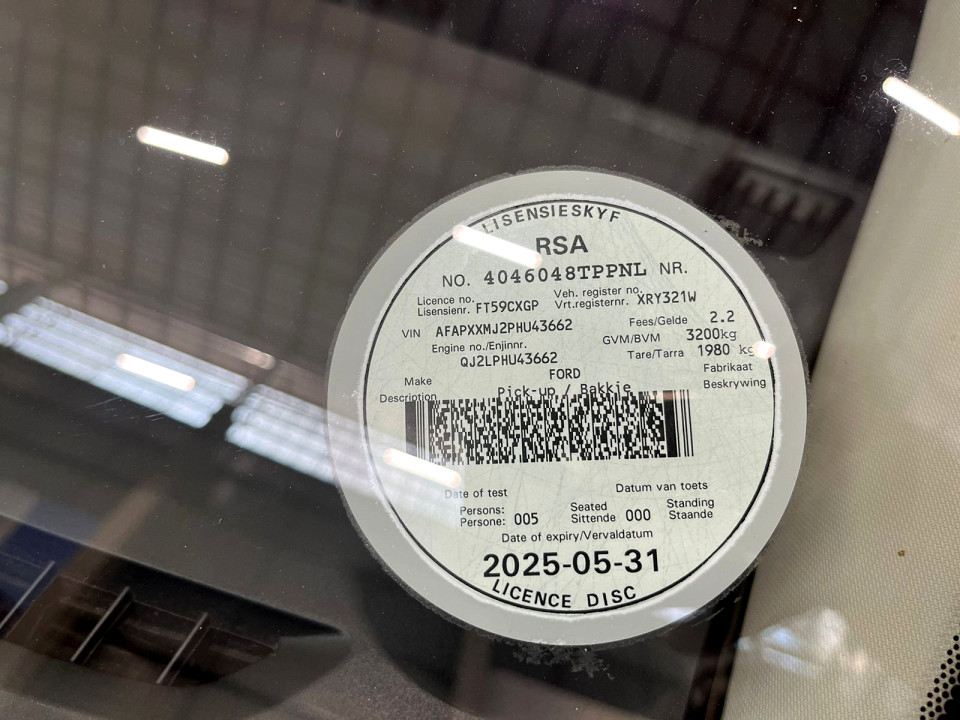 LISENSIESKYF
RSA
NO. 4046048TPPNL NR.
Licence no. Veh. register no.
Lisensienr. FT59CXGP Vrt.registernr. XRY321W
VIN AFAPXXMJ2PHU43662 Fees/Gelde 2.2
Engine no./Enjinnr. GVM/BVM 3200kg
QJ2LPHU43662 Tare/Tarra 1980 kg
Make FORD Fabrikaat
Description Pick-up / Bakkie Beskrywing
Date of test Datum van toets
Persons: Seated Standing
Persone: 005 Sittende 000 Staande
Date of expiry/Vervaldatum
2025-05-31
LICENCE DISC